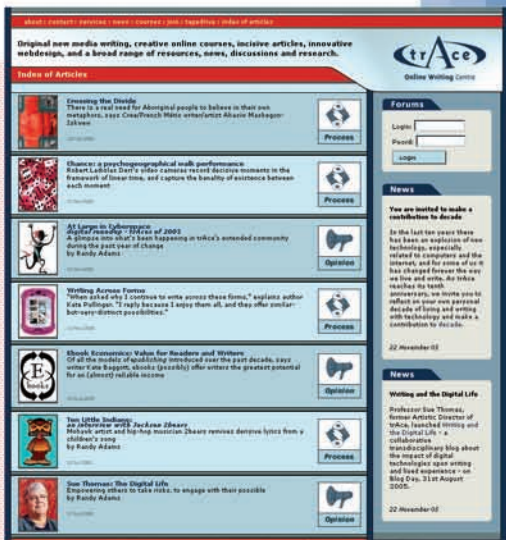 about : contact : services : news : courses : join : tapedive : index of articles
Original new media writing, creative online courses, incisive articles, innovative
webdesign, and a broad range of resources, news, discussions and research.
trAce
Online Writing Centre
Index of Articles
Crossing the Divide
There is a real need for Aboriginal people to believe in their own
metaphors, says Cree/French Métis writer/artist Ahasiw Maskegon-
Iskwew
Process
Chance: a psychogeographical walk performance
Robert Ladislas Derr's video cameras record decisive moments in the
framework of linear time, and capture the banality of existence between
each moment
Process
At Large in Cyberspace
digital roundup - trAces of 2005
A glimpse into what's been happening in trAce's extended community
during the past year of change
by Randy Adams
Opinion
Writing Across Forms
"When asked why I continue to write across these forms," explains author
Kate Pullinger. "I reply because I enjoy them all, and they offer similar-
but-very-distinct possibilities."
Process
E
books
Ebook Economics: Value for Readers and Writers
Of all the models of publishing introduced over the past decade, says
writer Kate Baggott, ebooks (possibly) offer writers the greatest potential
for an (almost) reliable income
Opinion
Ten Little Indians:
an interview with Jackson 2bears
Mohawk artist and hip-hop musician 2bears remixes derisive lyrics from a
children's song
by Randy Adams
Process
Sue Thomas: The Digital Life
Empowering others to take risks, to engage with their possible
by Randy Adams
Opinion
Forums
Login:
Pword:
Login
News
You are invited to make a
contribution to decade
In the last ten years there
has been an explosion of new
technology, especially
related to computers and the
internet, and for some of us it
has changed forever the way
we live and write. As trAce
reaches its tenth
anniversary, we invite you to
reflect on your own personal
decade of living and writing
with technology and make a
contribution to decade.
22 November 05
News
Writing and the Digital Life
Professor Sue Thomas,
former Artistic Director of
trAce, launched Writing and
the Digital Life - a
collaborative
transdisciplinary blog about
the impact of digital
technologies upon writing
and lived experience - on
Blog Day, 31st August
2005.
22 November 05